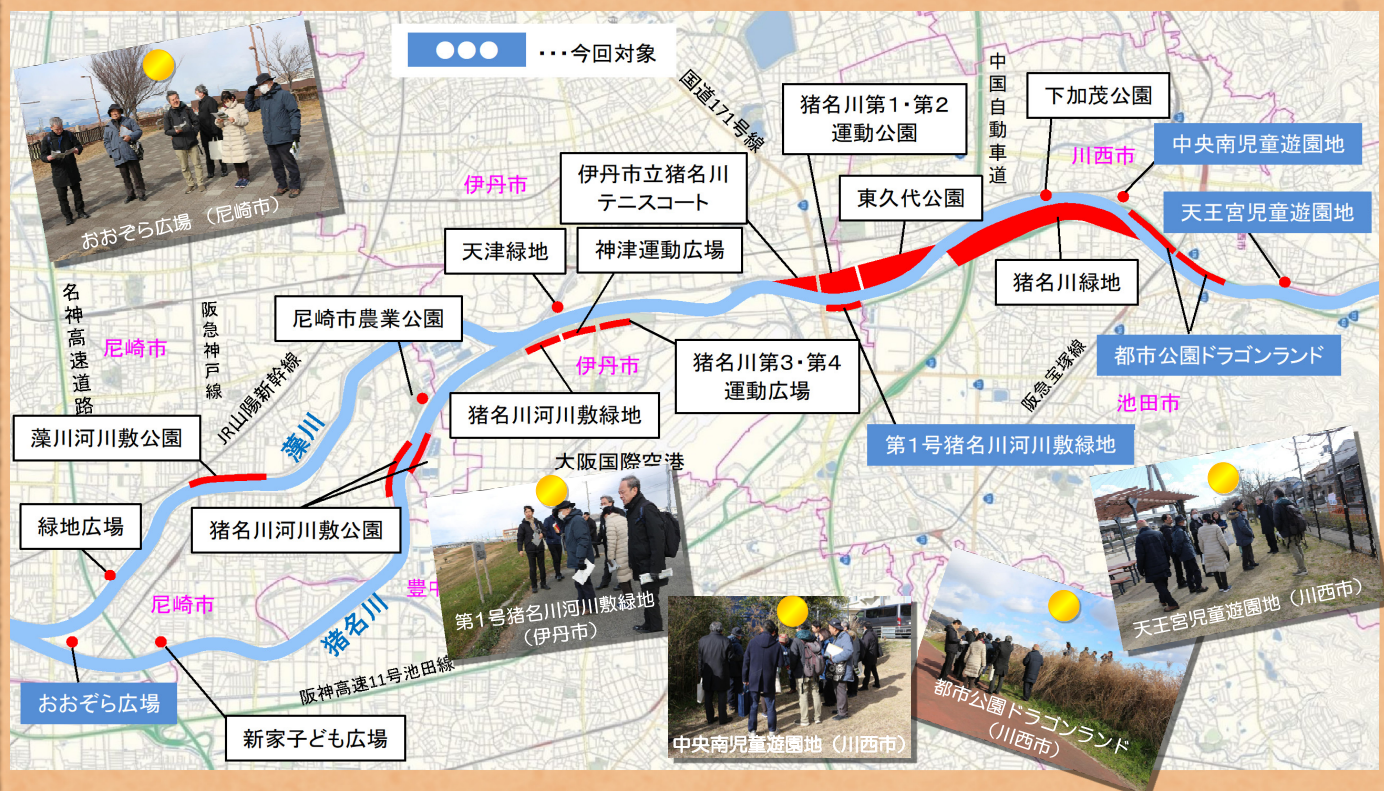 ●●●
･･･今回対象
おおぞら広場（尼崎市）
国道171号線
中国自動車道
猪名川第1・第2
運動公園
下加茂公園
川西市
中央南児童遊園地
伊丹市
伊丹市立猪名川
テニスコート
東久代公園
天王宮児童遊園地
天津緑地
神津運動広場
猪名川緑地
名神高速道路
阪急神戸線
尼崎市農業公園
尼崎市
JR山陽新幹線
伊丹市
猪名川第3・第4
運動広場
阪急宝塚線
都市公園ドラゴンランド
池田市
猪名川河川敷緑地
藻川河川敷公園
藻川
第1号猪名川河川敷緑地
大阪国際空港
緑地広場
猪名川河川敷公園
尼崎市
猪名川
豊中
第1号猪名川河川敷緑地
（伊丹市）
天王宮児童遊園地（川西市）
おおぞら広場
阪神高速11号池田線
新家子ども広場
中央南児童遊園地（川西市）
都市公園ドラゴンランド
（川西市）